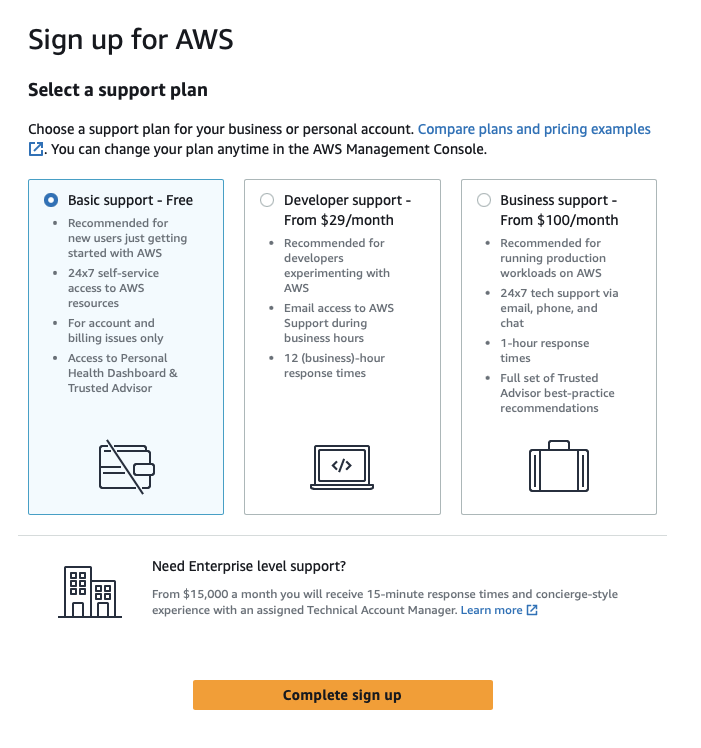 Sign up for AWS
Select a support plan
Choose a support plan for your business or personal account. Compare plans and pricing examples
. You can change your plan anytime in the AWS Management Console.
Basic support - Free
• Recommended for
new users just getting
started with AWS
• 24x7 self-service
access to AWS
resources
• For account and
billing issues only
• Access to Personal
Health Dashboard &
Trusted Advisor
Developer support -
From $29/month
• Recommended for
developers
experimenting with
AWS
• Email access to AWS
Support during
business hours
• 12 (business)-hour
response times
</>
Business support -
From $100/month
• Recommended for
running production
workloads on AWS
• 24x7 tech support via
email, phone, and
chat
• 1-hour response
times
• Full set of Trusted
Advisor best-practice
recommendations
Need Enterprise level support?
From $15,000 a month you will receive 15-minute response times and concierge-style
experience with an assigned Technical Account Manager. Learn more
Complete sign up